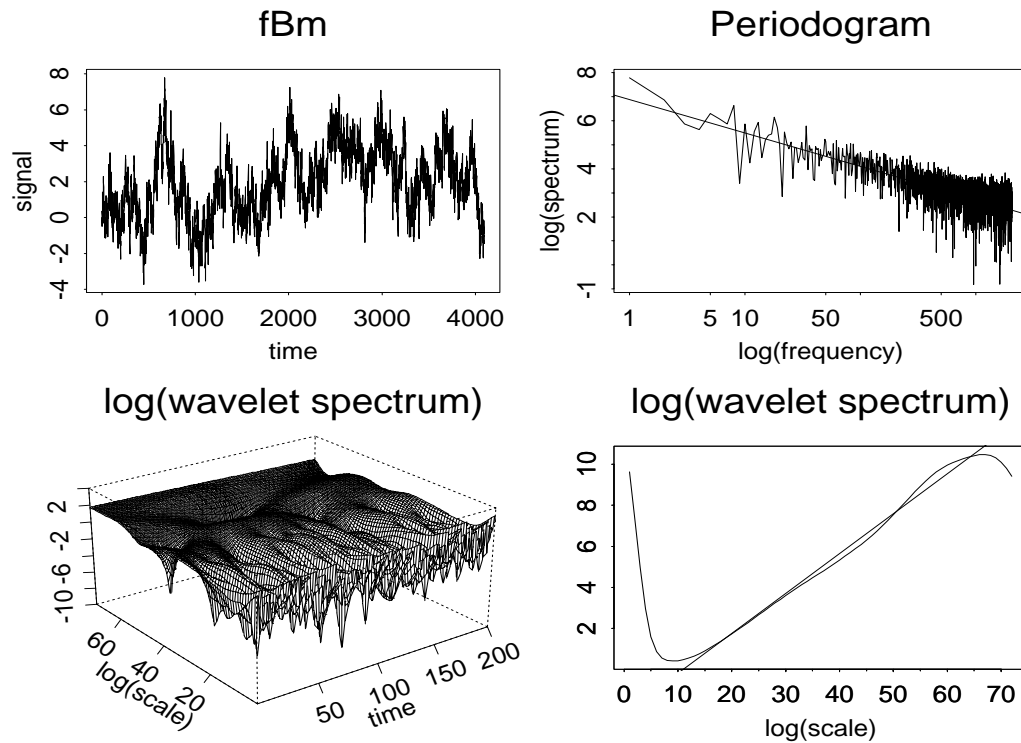 fBm
signal
8
6
4
2
0
-2
-4
0 1000 2000 3000 4000
time
Periodogram
log(spectrum)
8
6
4
2
-1
1 5 10 50 500
log(frequency)
log(wavelet spectrum)
2
-2
-6
-10
60 40 20
log(scale)
50 100 150 200
time
log(wavelet spectrum)
10
8
6
4
2
0 10 20 30 40 50 60 70
log(scale)